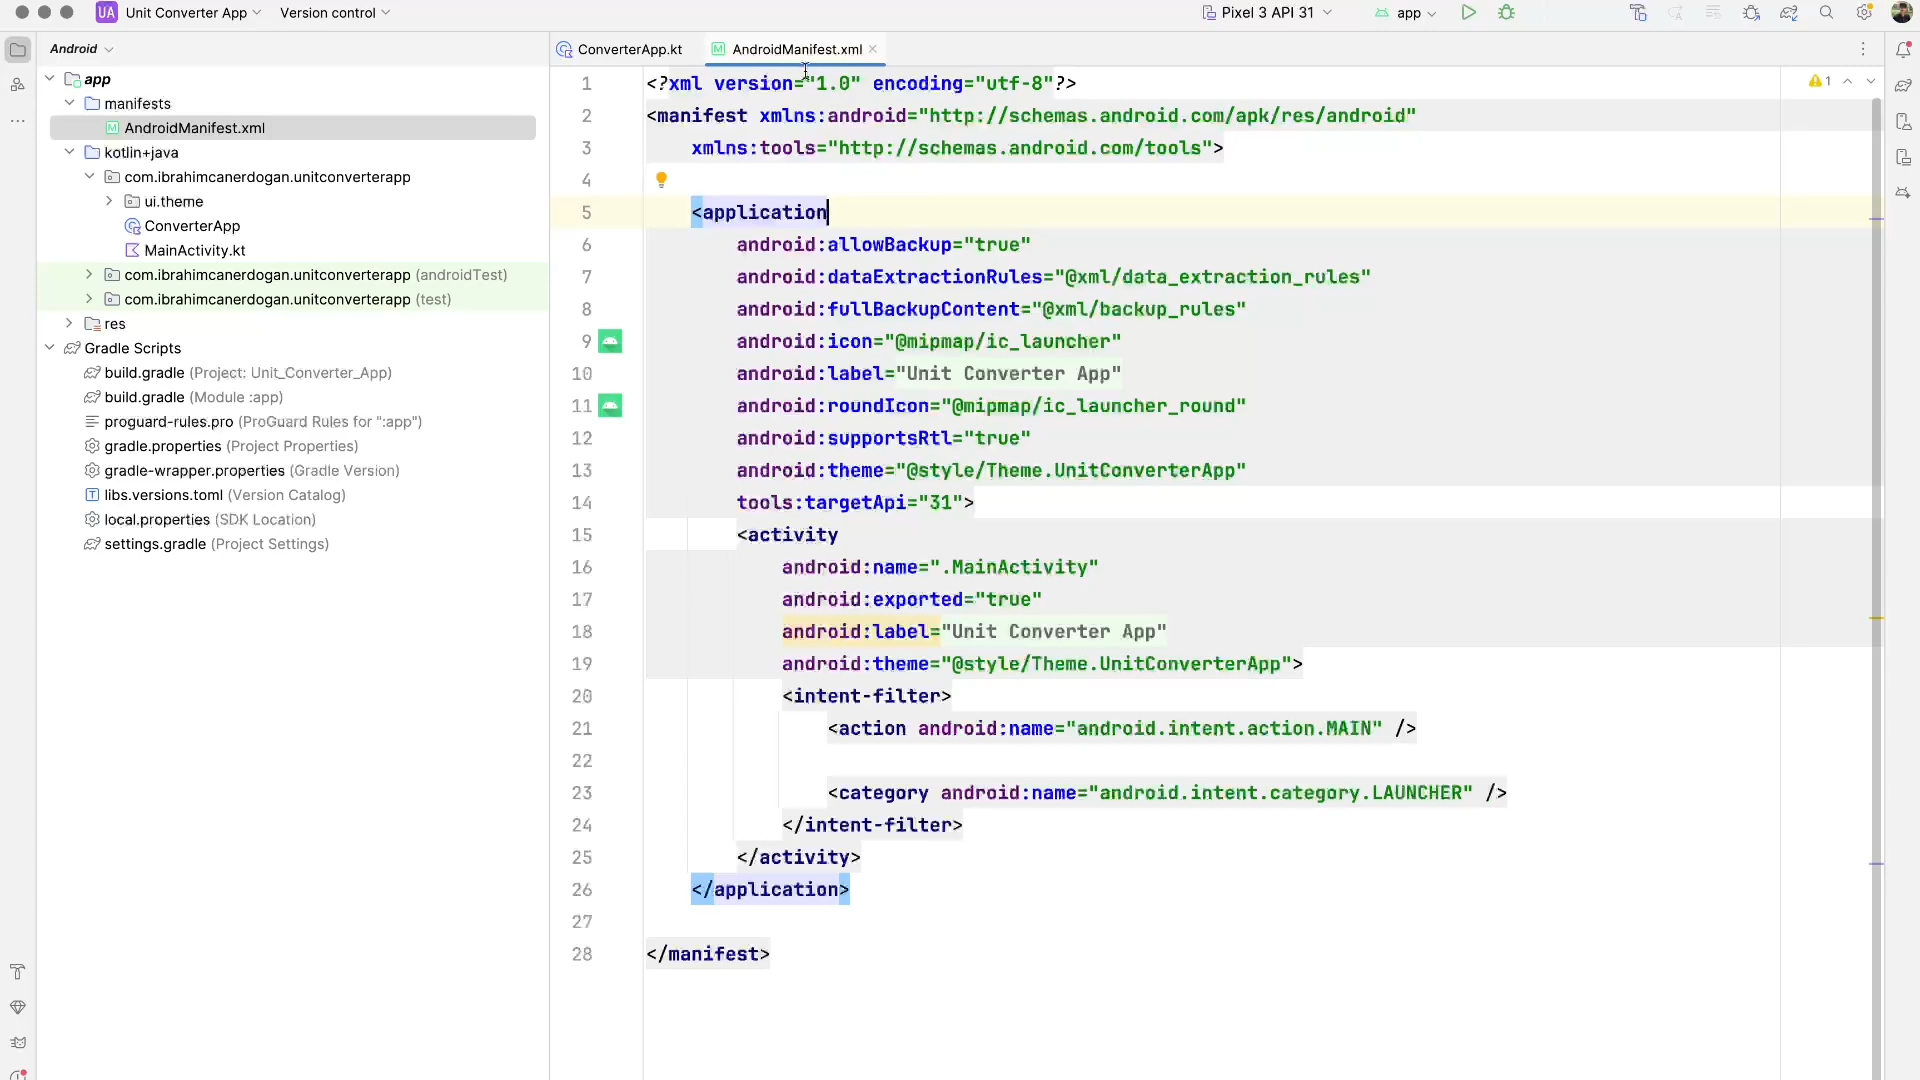 UA Unit Converter App Version control Pixel 3 API 31 app
Android
app
manifests
AndroidManifest.xml
kotlin+java
com.ibrahimcanerdogan.unitconverterapp
ui.theme
ConverterApp
MainActivity.kt
com.ibrahimcanerdogan.unitconverterapp (androidTest)
com.ibrahimcanerdogan.unitconverterapp (test)
res
Gradle Scripts
build.gradle (Project: Unit_Converter_App)
build.gradle (Module :app)
proguard-rules.pro (ProGuard Rules for ":app")
gradle.properties (Project Properties)
gradle-wrapper.properties (Gradle Version)
libs.versions.toml (Version Catalog)
local.properties (SDK Location)
settings.gradle (Project Settings)
ConverterApp.kt AndroidManifest.xml
1 <?xml version="1.0" encoding="utf-8"?>
1
2 <manifest xmlns:android="http://schemas.android.com/apk/res/android"
3 xmlns:tools="http://schemas.android.com/tools">
4
5 <application
6 android:allowBackup="true"
7 android:dataExtractionRules="@xml/data_extraction_rules"
8 android:fullBackupContent="@xml/backup_rules"
9 android:icon="@mipmap/ic_launcher"
10 android:label="Unit Converter App"
11 android:roundIcon="@mipmap/ic_launcher_round"
12 android:supportsRtl="true"
13 android:theme="@style/Theme.UnitConverterApp"
14 tools:targetApi="31">
15 <activity
16 android:name=".MainActivity"
17 android:exported="true"
18 android:label="Unit Converter App"
19 android:theme="@style/Theme.UnitConverterApp">
20 <intent-filter>
21 <action android:name="android.intent.action.MAIN" />
22
23 <category android:name="android.intent.category.LAUNCHER" />
24 </intent-filter>
25 </activity>
26 </application>
27
28 </manifest>